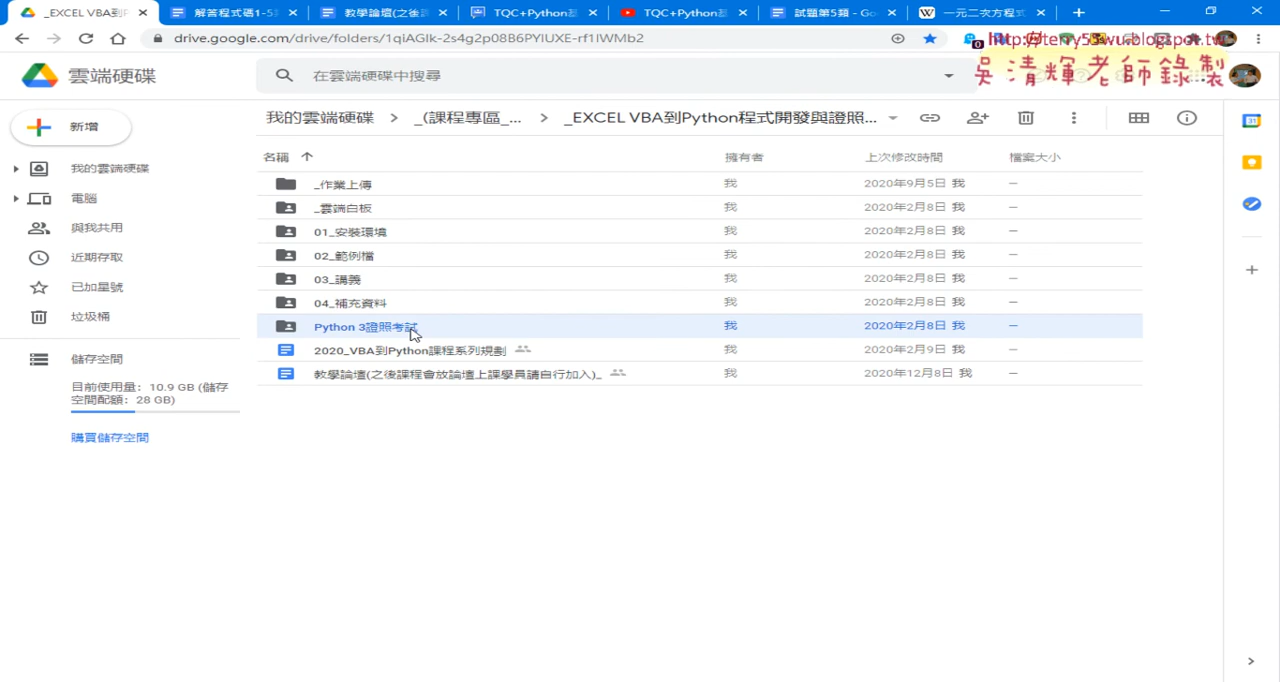 _EXCEL VBA到P
解答程式碼1-5
教學論壇(之後
TQC+Python
TQC+Python
試題第5類 - Go
一元二次方程式
drive.google.com/drive/folders/1qiAGIk-2s4g2p08B6PYIUXE-rf1IWMb2
http://terry55wu.blogspot.tw
吳清輝老師錄製
雲端硬碟
在雲端硬碟中搜尋
新增
我的雲端硬碟
電腦
與我共用
近期存取
已加星號
垃圾桶
儲存空間
目前使用量： 10.9 GB (儲存
空間配額： 28 GB)
購買儲存空間
我的雲端硬碟 > _(課程專區_... > _EXCEL VBA到Python程式開發與證照...
名稱 擁有者 上次修改時間 檔案大小
_作業上傳 我 2020年9月5日 我 —
_雲端白板 我 2020年2月8日 我 —
01_安裝環境 我 2020年2月8日 我 —
02_範例檔 我 2020年2月8日 我 —
03_講義 我 2020年2月8日 我 —
04_補充資料 我 2020年2月8日 我 —
Python 3證照考試 我 2020年2月8日 我 —
2020_VBA到Python課程系列規劃 我 2020年2月9日 我 —
教學論壇(之後課程會放論壇上課學員請自行加入)_ 我 2020年12月8日 我 —